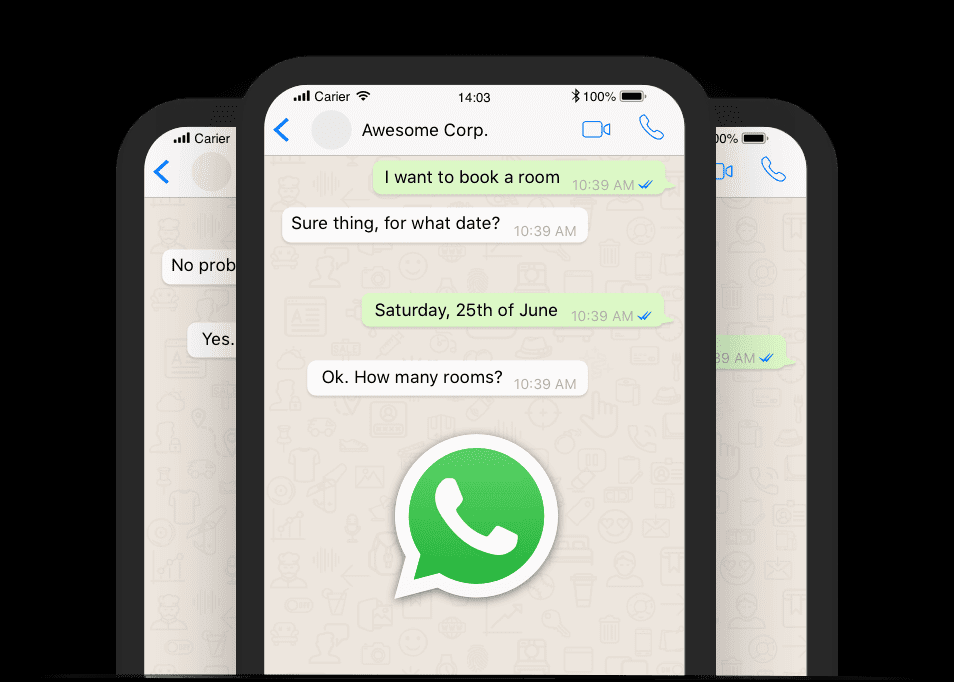 Carier 14:03 100%
Awesome Corp.
I want to book a room 10:39 AM
Sure thing, for what date? 10:39 AM
Saturday, 25th of June 10:39 AM
Ok. How many rooms? 10:39 AM
Carier
No prob
Yes.
00%
39 AM